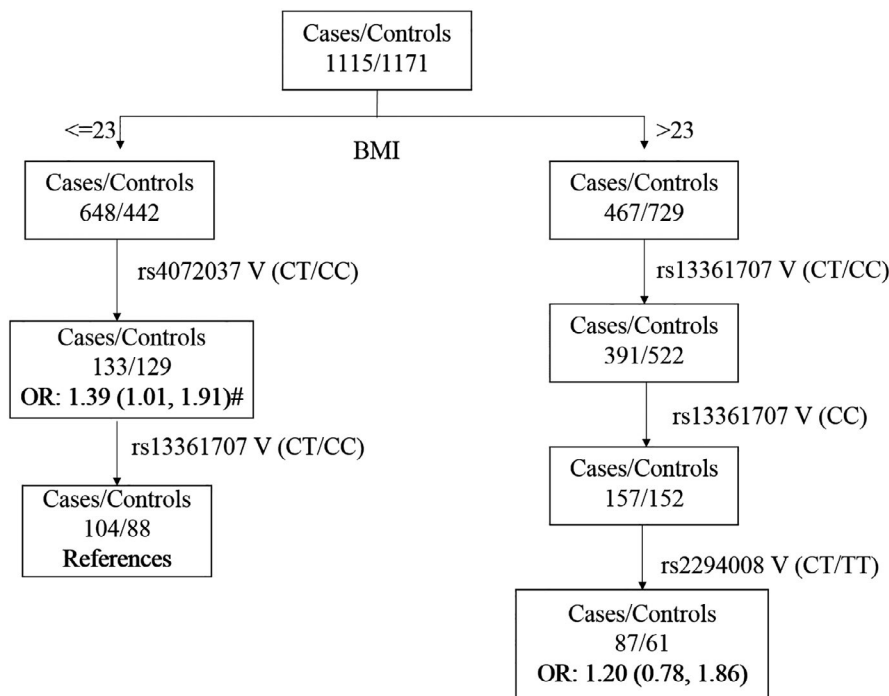 Cases/Controls
1115/1171
<=23
BMI
>23
Cases/Controls
648/442
Cases/Controls
467/729
rs4072037 V (CT/CC)
rs13361707 V (CT/CC)
Cases/Controls
133/129
OR: 1.39 (1.01, 1.91)#
Cases/Controls
391/522
rs13361707 V (CT/CC)
rs13361707 V (CC)
Cases/Controls
104/88
References
Cases/Controls
157/152
rs2294008 V (CT/TT)
Cases/Controls
87/61
OR: 1.20 (0.78, 1.86)